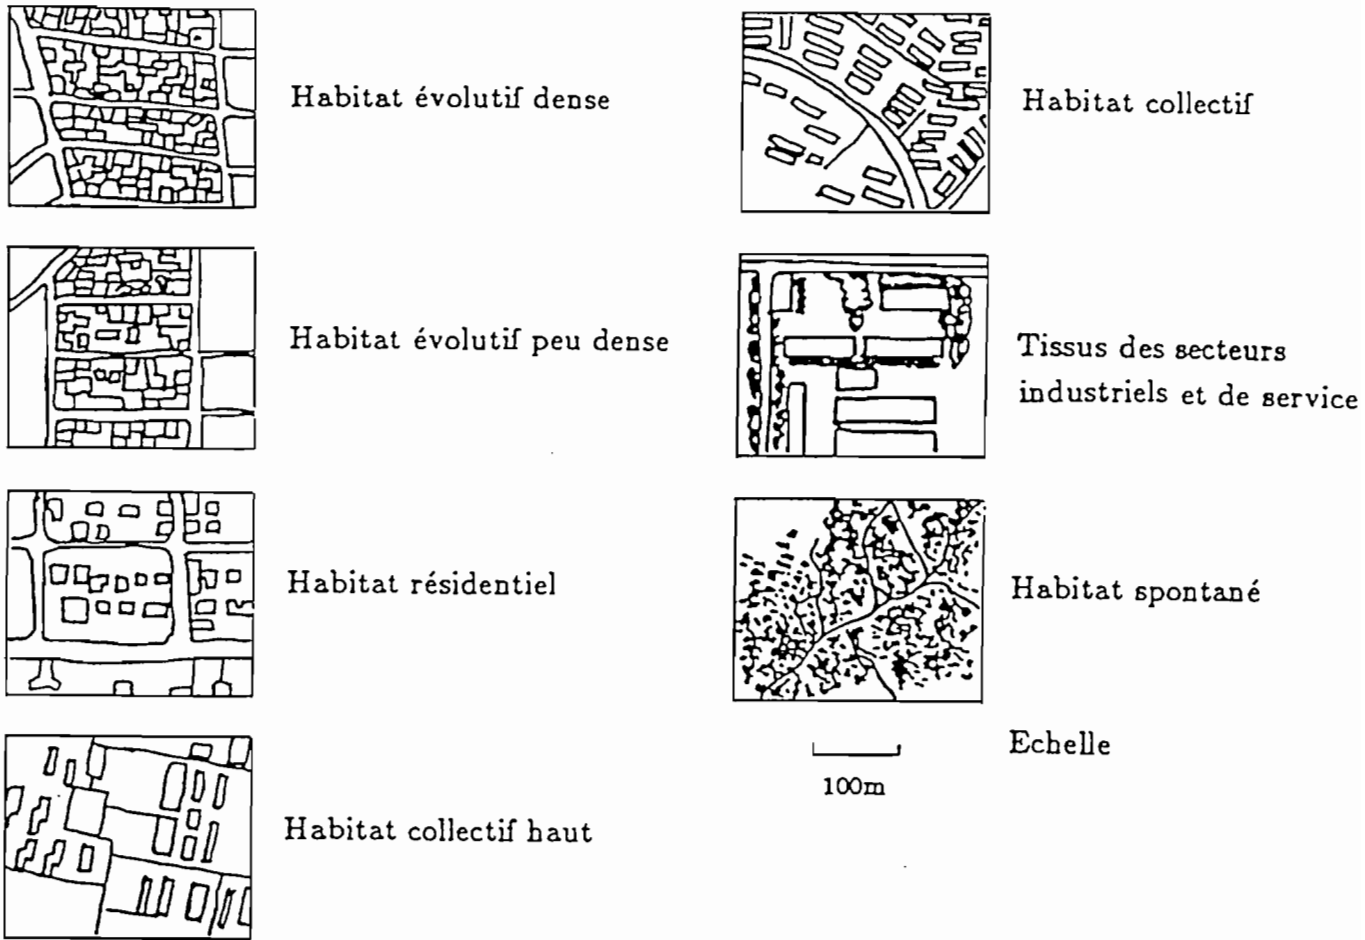 Habitat évolutif dense
Habitat évolutif peu dense
Habitat résidentiel
Habitat collectif haut
Habitat collectif
Tissus des secteurs
industriels et de service
Habitat spontané
Echelle
100m